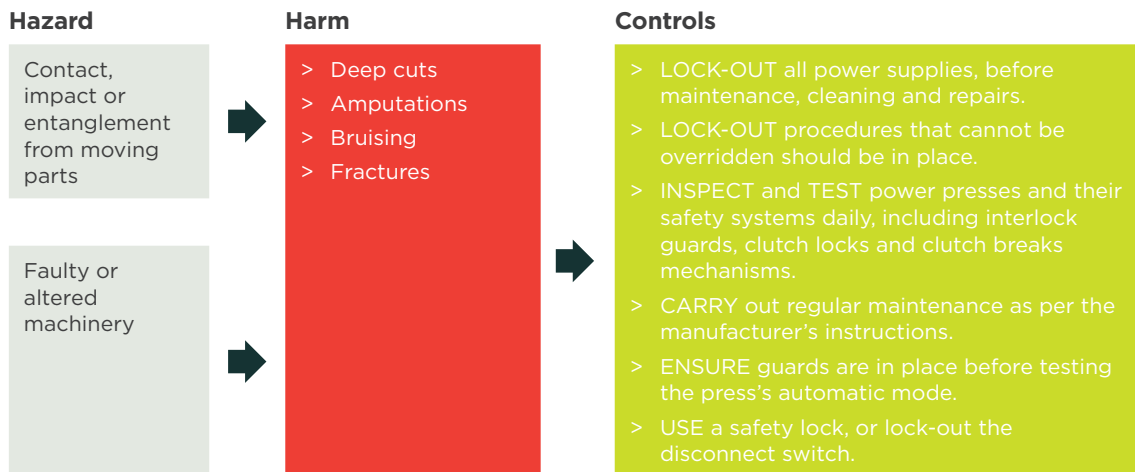 Hazard
Contact,
impact or
entanglement
from moving
parts
Faulty or
altered
machinery
Harm
> Deep cuts
> Amputations
> Bruising
> Fractures
Controls
> LOCK-OUT all power supplies, before
maintenance, cleaning and repairs.
> LOCK-OUT procedures that cannot be
overridden should be in place.
> INSPECT and TEST power presses and their
safety systems daily, including interlock
guards, clutch locks and clutch breaks
mechanisms.
> CARRY out regular maintenance as per the
manufacturer’s instructions.
> ENSURE guards are in place before testing
the press’s automatic mode.
> USE a safety lock, or lock-out the
disconnect switch.